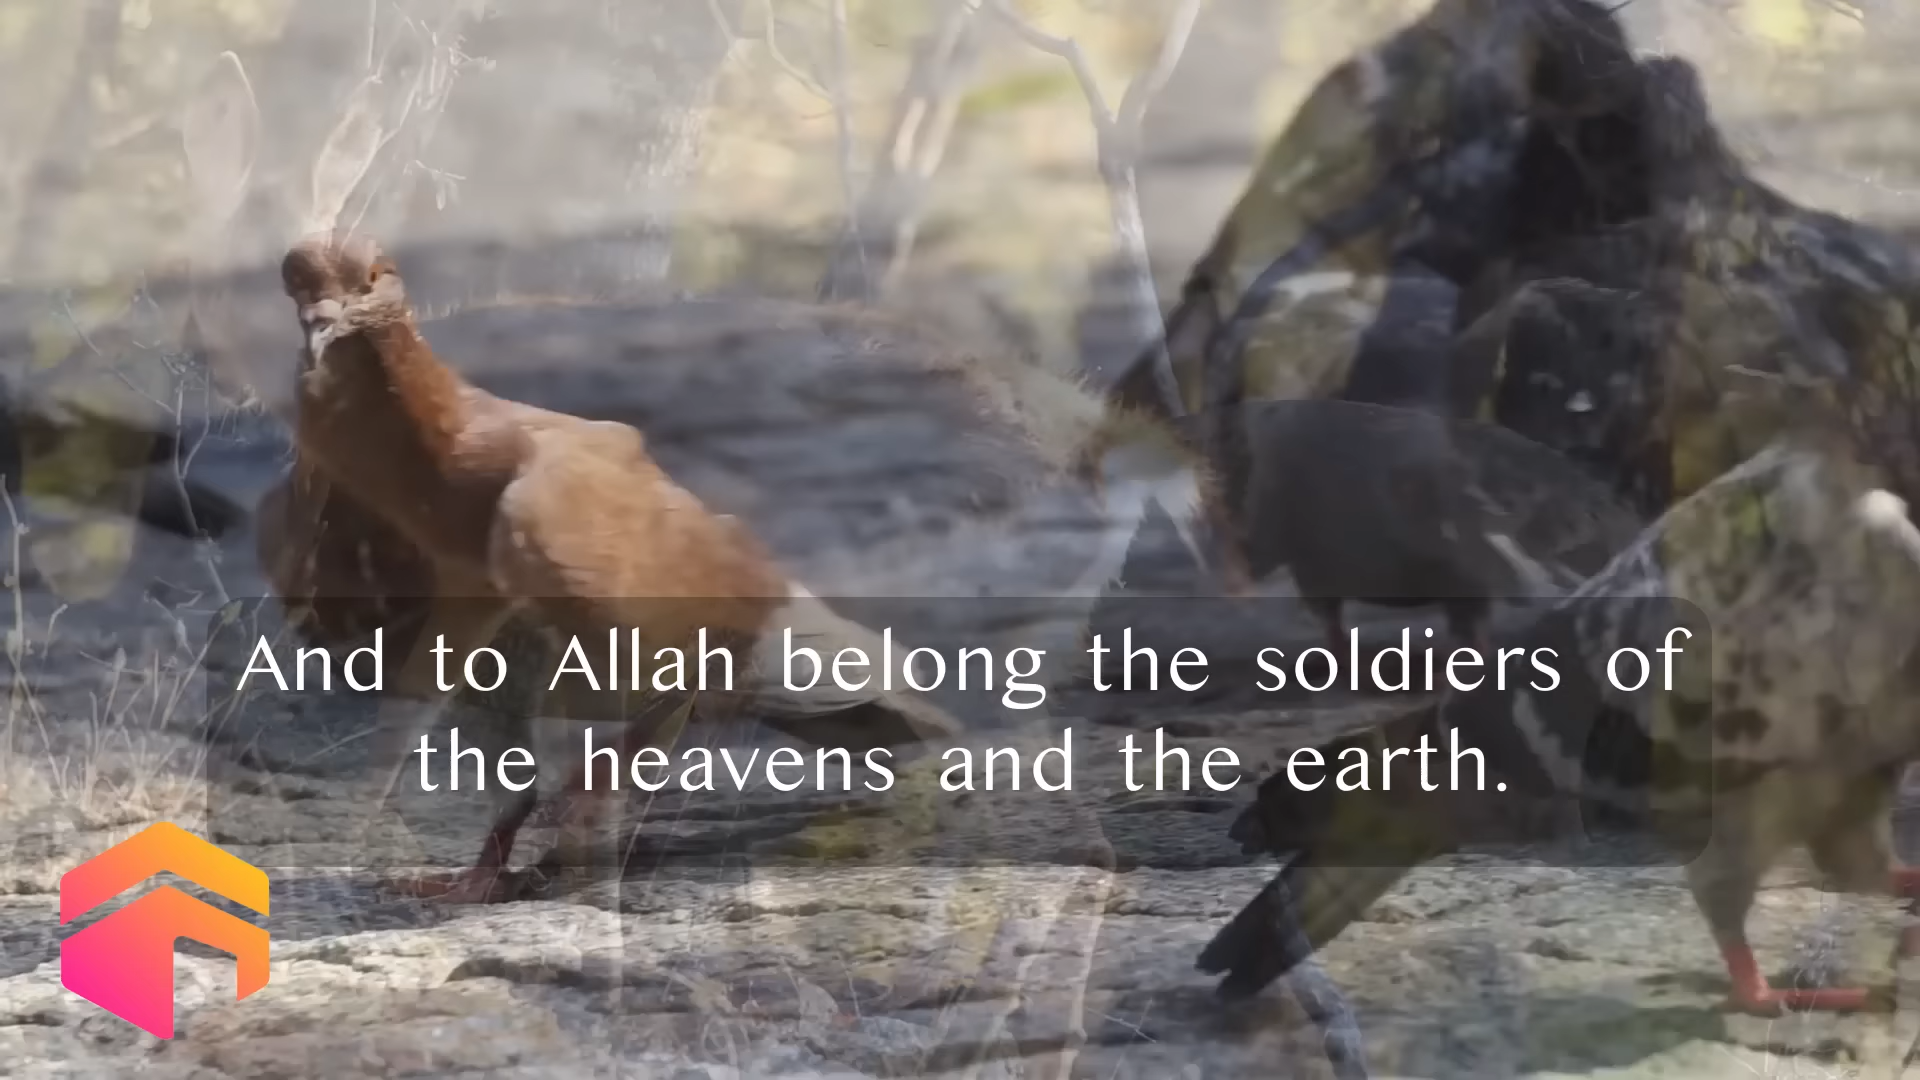 And to Allah belong the soldiers of
the heavens and the earth.